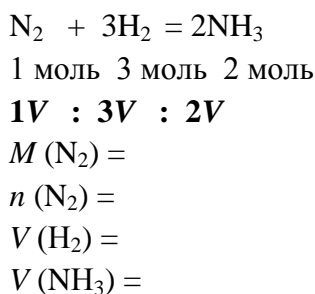 N₂ + 3H₂ = 2NH₃
1 моль 3 моль 2 моль
1V : 3V : 2V
M (N₂) =
n (N₂) =
V (H₂) =
V (NH₃) =